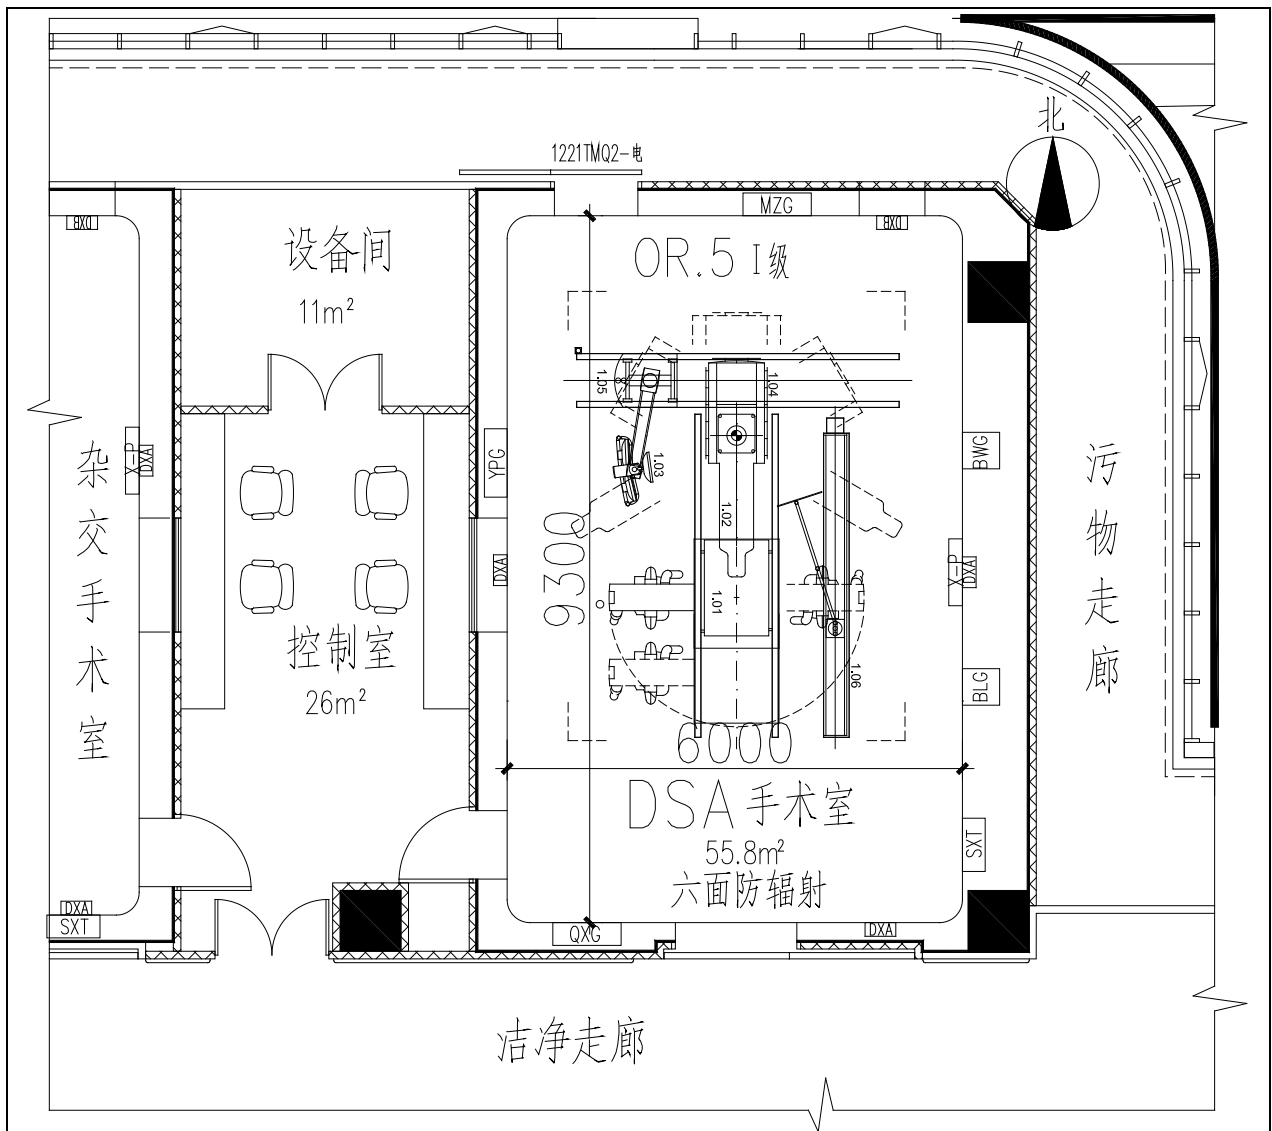 北
1221TMQ2-电
MZG
DXB
DXB
设备间
11m²
OR.5 I级
1.05
1.04
1.03
1.02
1.01
1.06
杂交手术室
X-P
DXA
YPG
BWG
DXA
9300
X-P
DXA
污物走廊
控制室
26m²
BLG
6000
DSA手术室
55.8m²
六面防辐射
SXT
DXA
SXT
QXG
DXA
洁净走廊